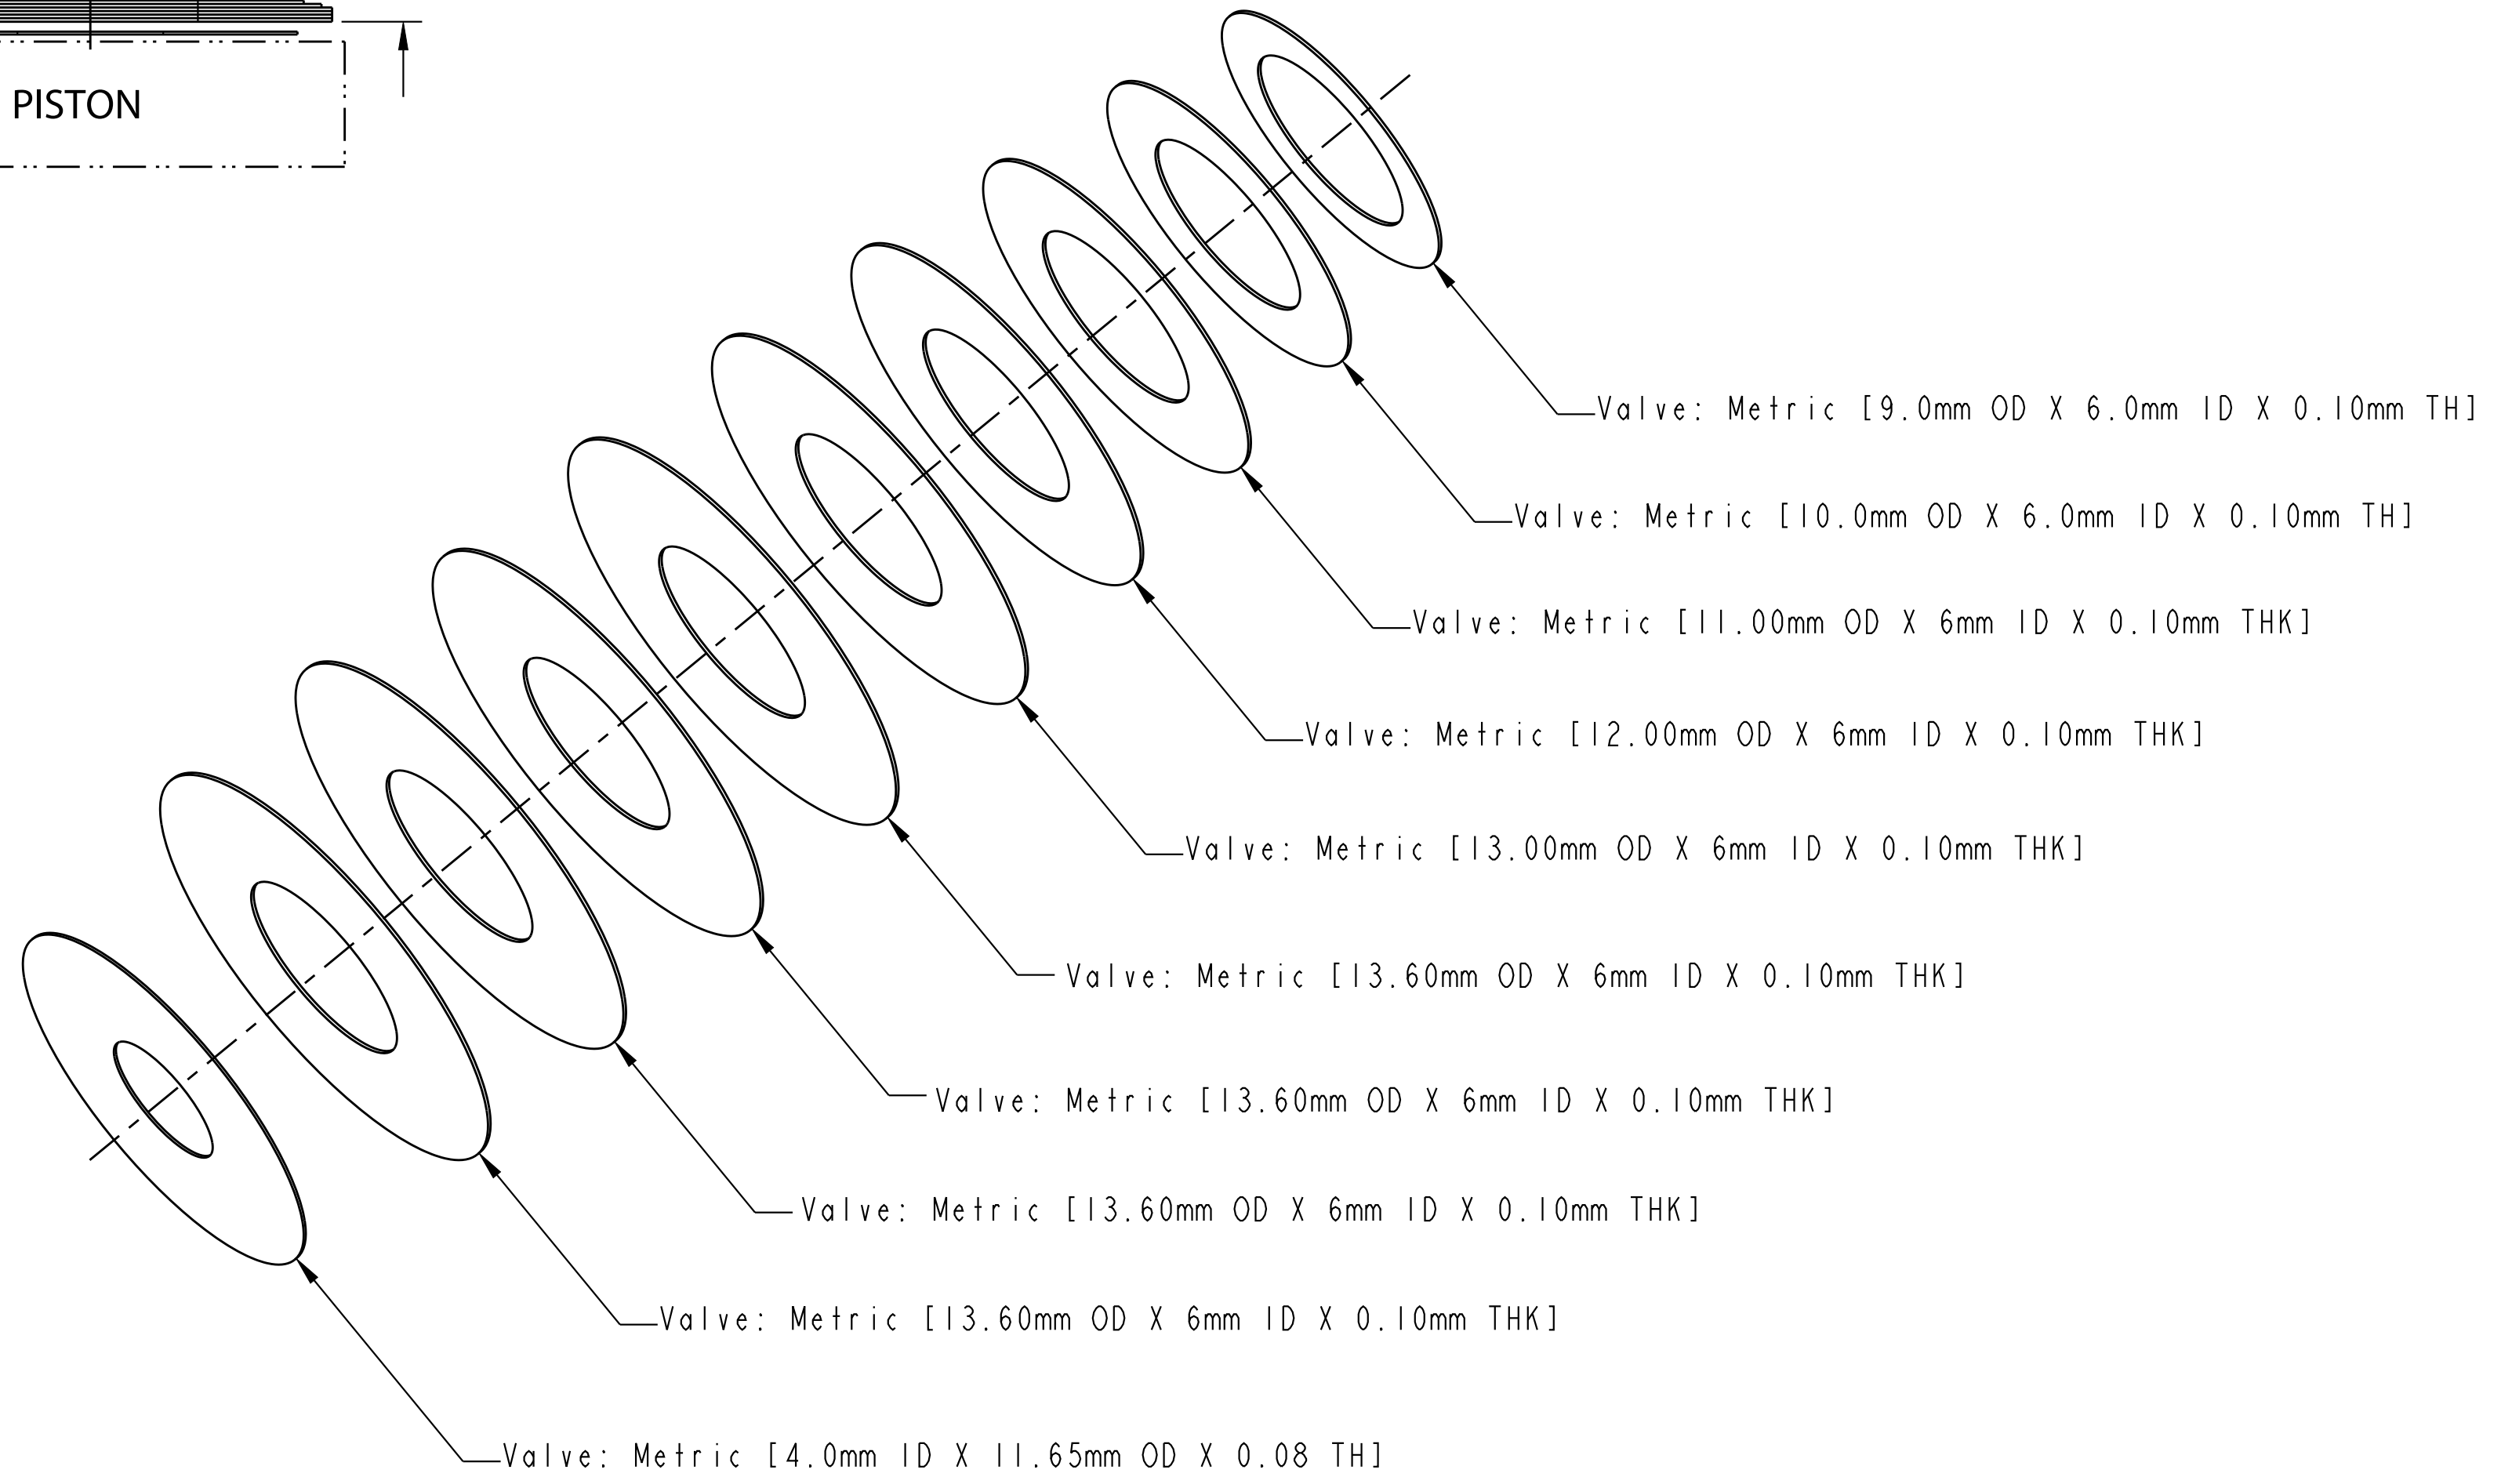 PISTON
Valve: Metric [9.0mm OD X 6.0mm ID X 0.10mm TH]
Valve: Metric [10.0mm OD X 6.0mm ID X 0.10mm TH]
Valve: Metric [11.00mm OD X 6mm ID X 0.10mm THK]
Valve: Metric [12.00mm OD X 6mm ID X 0.10mm THK]
Valve: Metric [13.00mm OD X 6mm ID X 0.10mm THK]
Valve: Metric [13.60mm OD X 6mm ID X 0.10mm THK]
Valve: Metric [13.60mm OD X 6mm ID X 0.10mm THK]
Valve: Metric [13.60mm OD X 6mm ID X 0.10mm THK]
Valve: Metric [13.60mm OD X 6mm ID X 0.10mm THK]
Valve: Metric [4.0mm ID X 11.65mm OD X 0.08 TH]